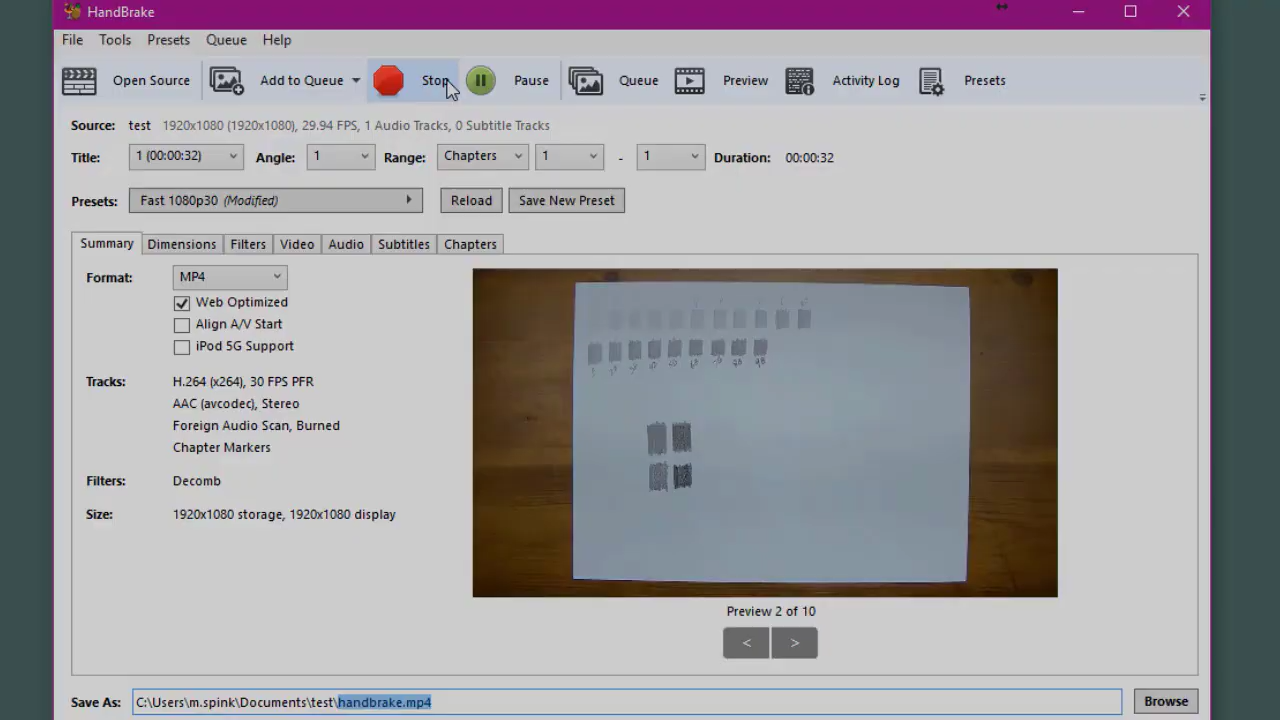 HandBrake
File Tools Presets Queue Help
Open Source Add to Queue Stop Pause Queue Preview Activity Log Presets
Source: test 1920x1080 (1920x1080), 29.94 FPS, 1 Audio Tracks, 0 Subtitle Tracks
Title: 1 (00:00:32) Angle: 1 Range: Chapters 1 - 1 Duration: 00:00:32
Presets: Fast 1080p30 (Modified) Reload Save New Preset
Summary Dimensions Filters Video Audio Subtitles Chapters
Format: MP4
Web Optimized
Align A/V Start
iPod 5G Support
Tracks: H.264 (x264), 30 FPS PFR
AAC (avcodec), Stereo
Foreign Audio Scan, Burned
Chapter Markers
Filters: Decomb
Size: 1920x1080 storage, 1920x1080 display
Preview 2 of 10
< >
Save As: C:\Users\m.spink\Documents\test\handbrake.mp4 Browse